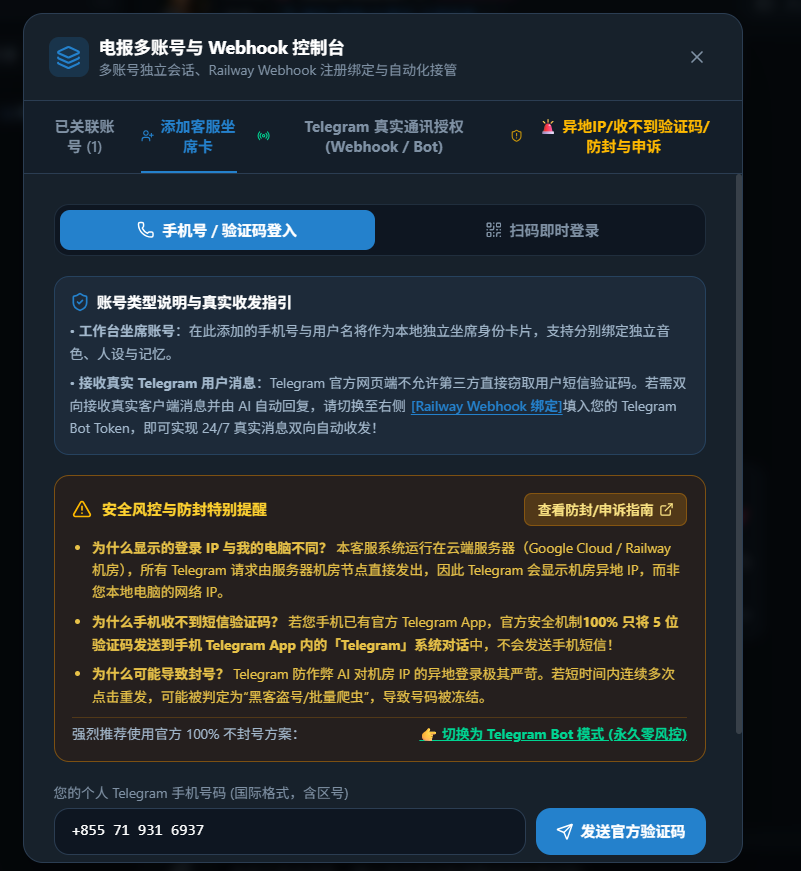 电报多账号与 Webhook 控制台
多账号独立会话、Railway Webhook 注册绑定与自动化接管
已关联账
号 (1)
添加客服坐
席卡
Telegram 真实通讯授权
(Webhook / Bot)
🚨 异地IP/收不到验证码/
防封与申诉
手机号 / 验证码登入
扫码即时登录
账号类型说明与真实收发指引
• 工作台坐席账号：在此添加的手机号与用户名将作为本地独立坐席身份卡片，支持分别绑定独立音
色、人设与记忆。
• 接收真实 Telegram 用户消息：Telegram 官方网页端不允许第三方直接窃取用户短信验证码。若需双
向接收真实客户端消息并由 AI 自动回复，请切换至右侧 [Railway Webhook 绑定]填入您的 Telegram
Bot Token，即可实现 24/7 真实消息双向自动收发！
安全风控与防封特别提醒
查看防封/申诉指南
• 为什么显示的登录 IP 与我的电脑不同？ 本客服系统运行在云端服务器（Google Cloud / Railway
机房），所有 Telegram 请求由服务器机房节点直接发出，因此 Telegram 会显示机房异地 IP，而非
您本地电脑的网络 IP。
• 为什么手机收不到短信验证码？ 若您手机已有官方 Telegram App，官方安全机制100% 只将 5 位
验证码发送到手机 Telegram App 内的「Telegram」系统对话中，不会发送手机短信！
• 为什么可能导致封号？ Telegram 防作弊 AI 对机房 IP 的异地登录极其严苛。若短时间内连续多次
点击重发，可能被判定为“黑客盗号/批量爬虫”，导致号码被冻结。
强烈推荐使用官方 100% 不封号方案：
👉 切换为 Telegram Bot 模式 (永久零风控)
您的个人 Telegram 手机号码 (国际格式，含区号)
+855 71 931 6937
发送官方验证码